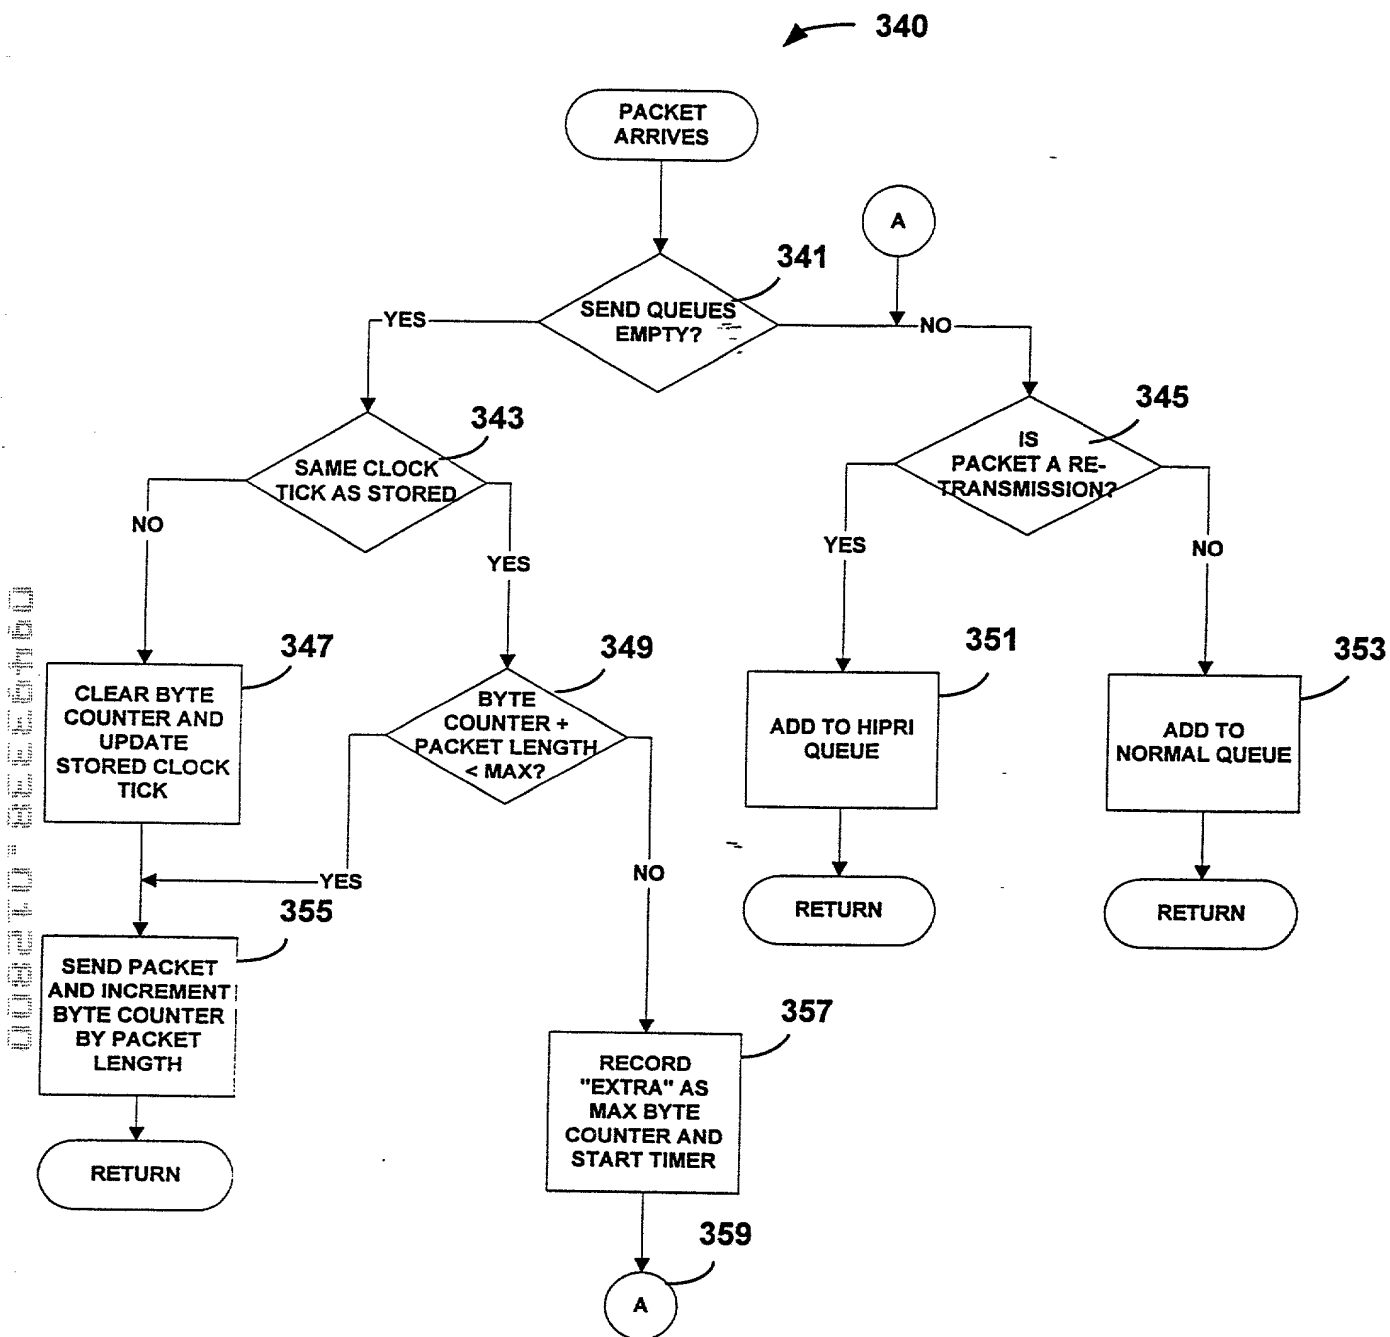 340
PACKET
ARRIVES
A
341
SEND QUEUES
EMPTY?
YES
NO
343
SAME CLOCK
TICK AS STORED
345
IS
PACKET A RE-
TRANSMISSION?
NO
YES
YES
NO
347
CLEAR BYTE
COUNTER AND
UPDATE
STORED CLOCK
TICK
349
BYTE
COUNTER +
PACKET LENGTH
< MAX?
351
ADD TO HIPRI
QUEUE
353
ADD TO
NORMAL QUEUE
YES
NO
RETURN
RETURN
355
SEND PACKET
AND INCREMENT
BYTE COUNTER
BY PACKET
LENGTH
357
RECORD
"EXTRA" AS
MAX BYTE
COUNTER AND
START TIMER
RETURN
359
A